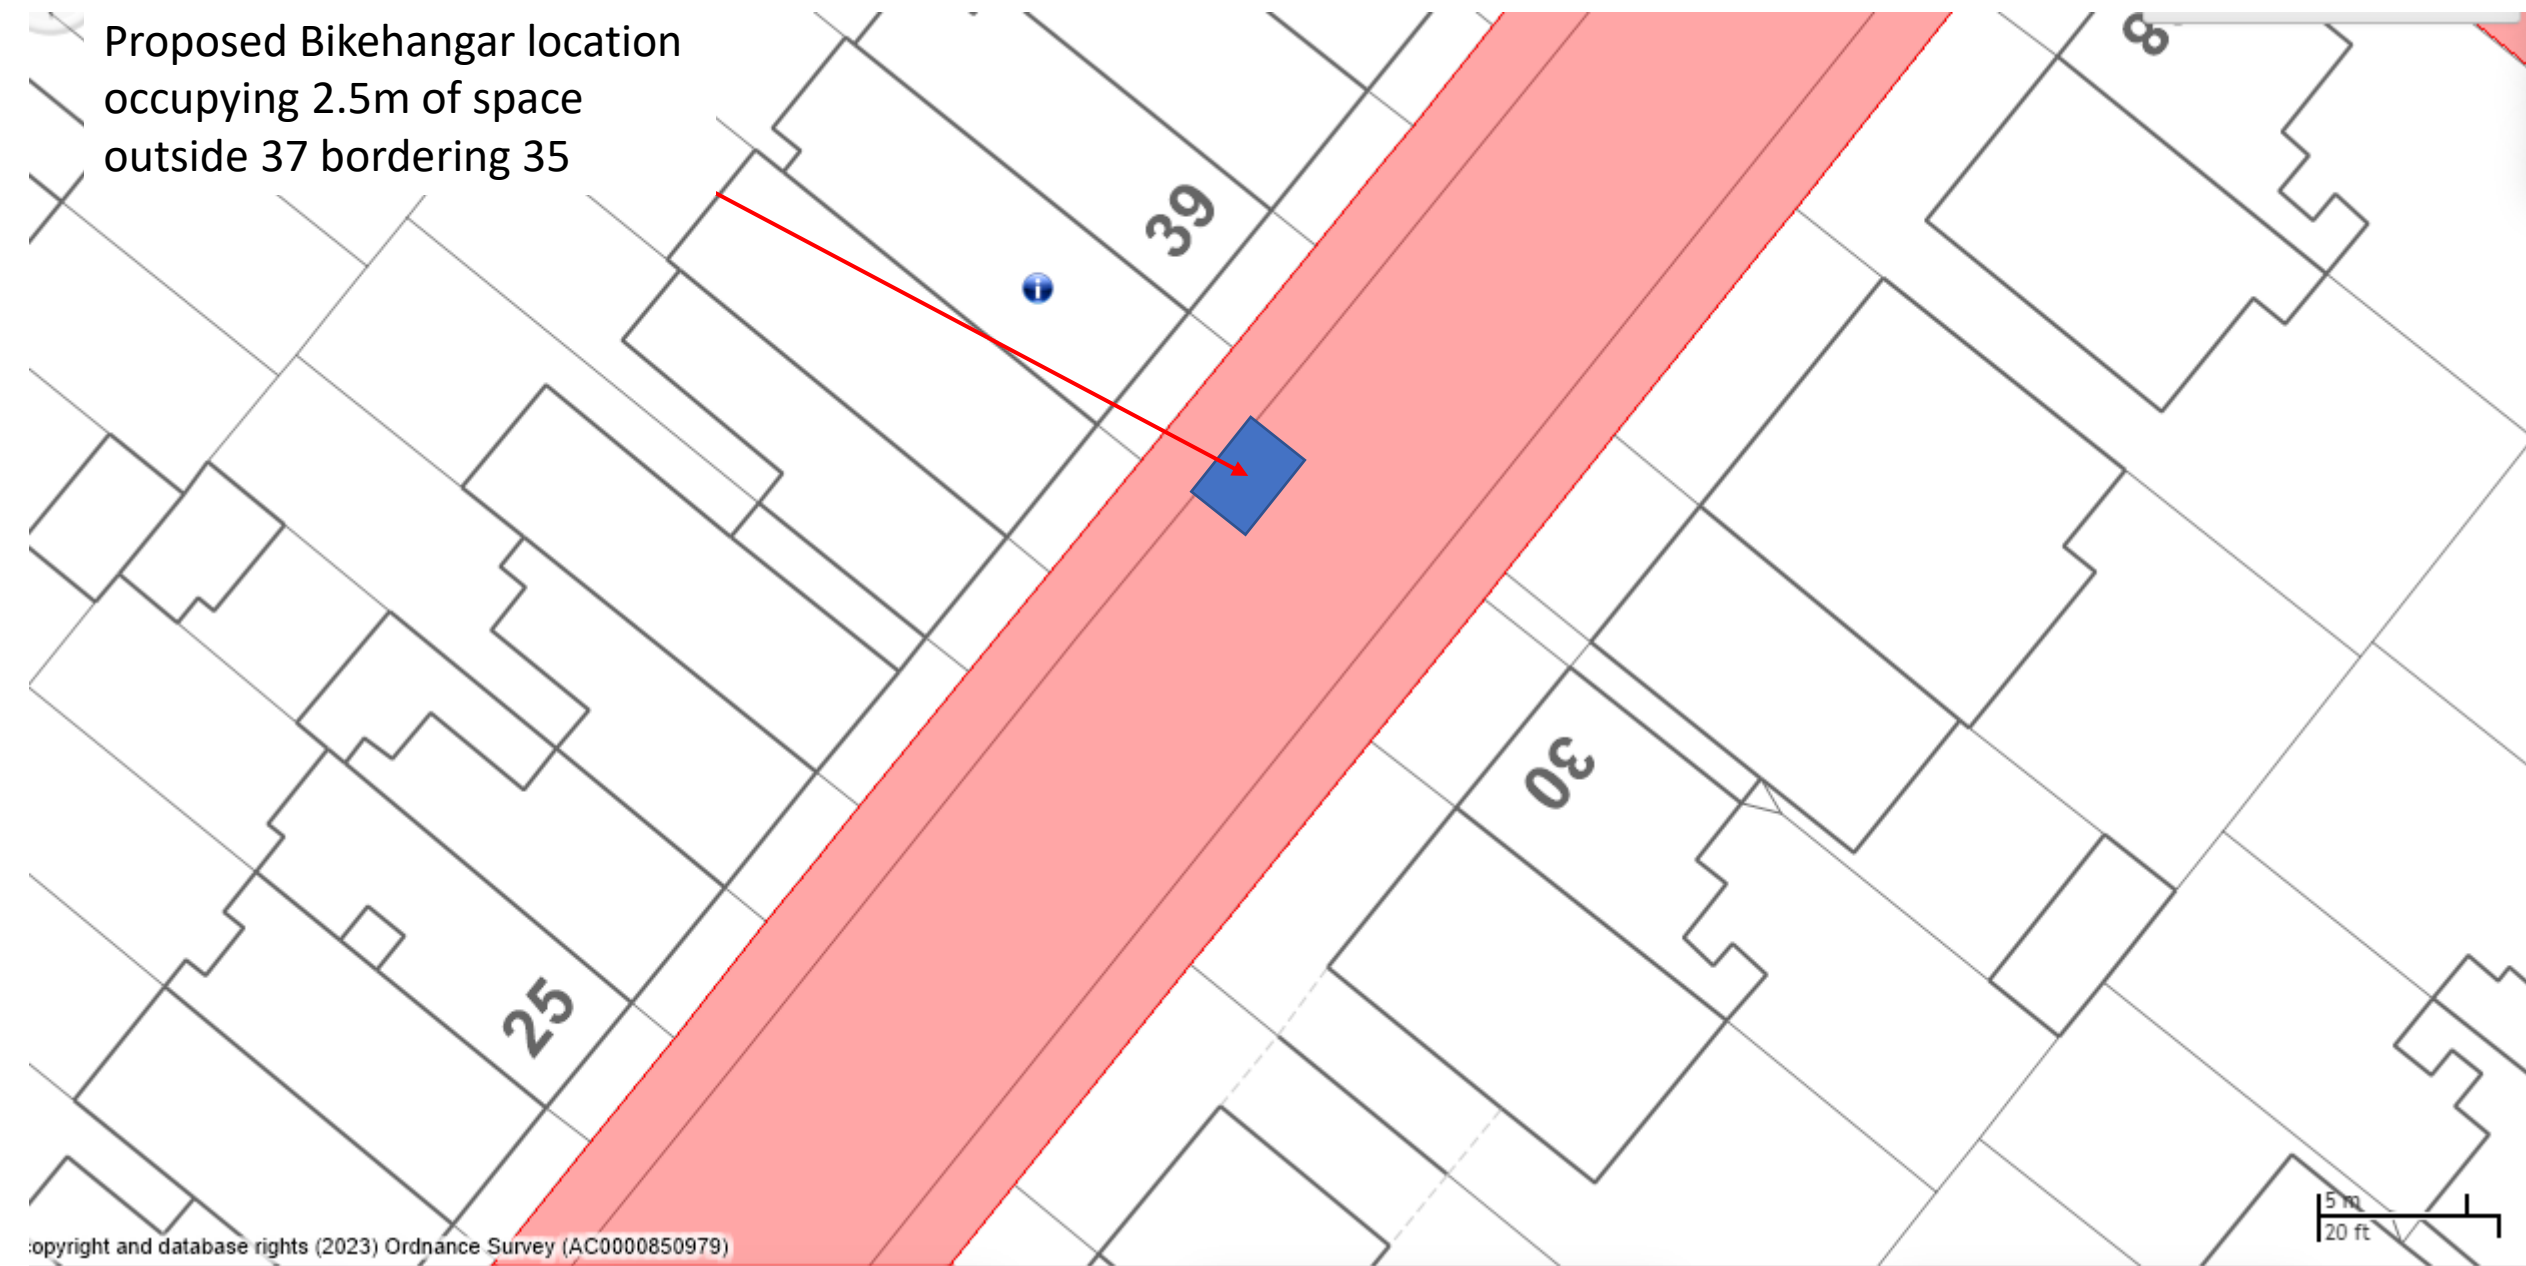 Proposed Bikehangar location
occupying 2.5m of space
outside 37 bordering 35
8
39
i
30
25
5 m
20 ft
opyright and database rights (2023) Ordnance Survey (AC0000850979)